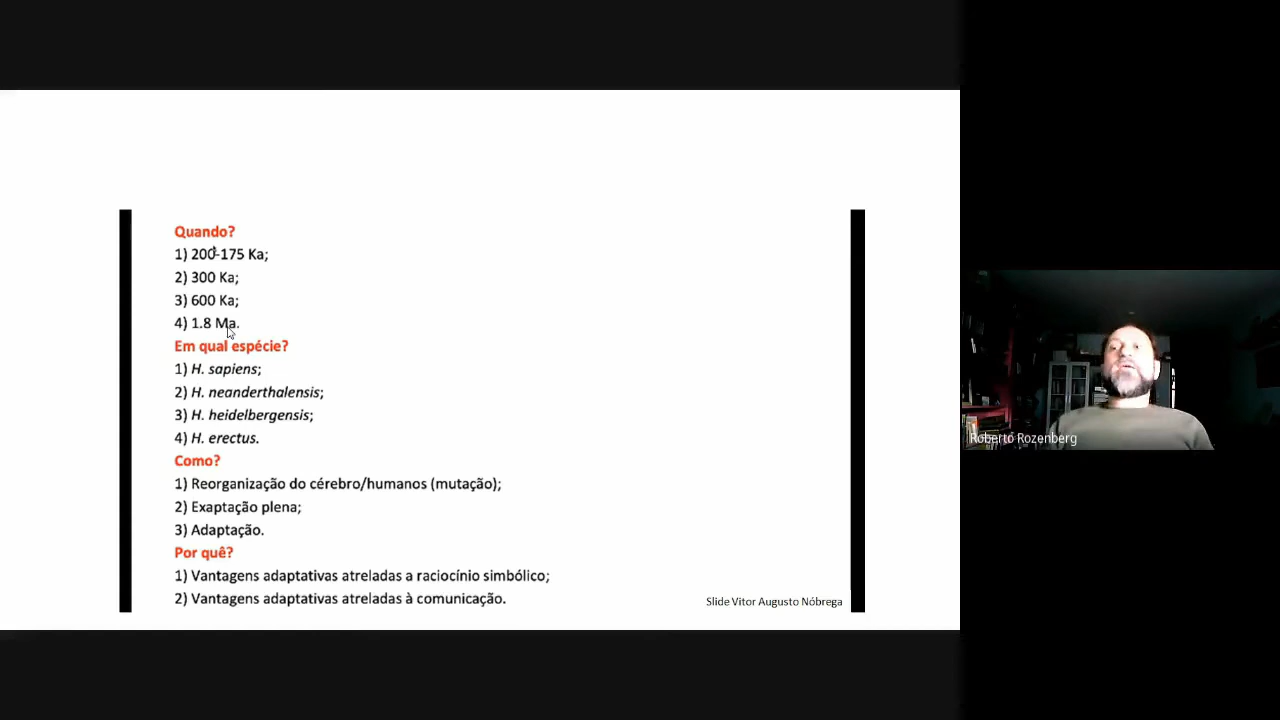 Quando?
1) 200-175 Ka;
2) 300 Ka;
3) 600 Ka;
4) 1.8 Ma.
Em qual espécie?
1) H. sapiens;
2) H. neanderthalensis;
3) H. heidelbergensis;
4) H. erectus.
Como?
1) Reorganização do cérebro/humanos (mutação);
2) Exaptação plena;
3) Adaptação.
Por quê?
1) Vantagens adaptativas atreladas a raciocínio simbólico;
2) Vantagens adaptativas atreladas à comunicação.
Slide Vitor Augusto Nóbrega
Roberto Rozenberg